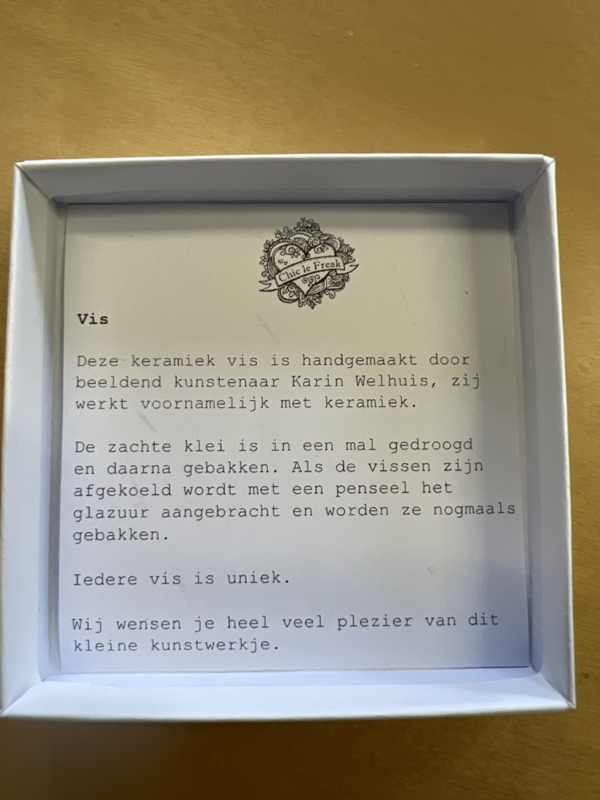 Chic le Freak
Vis
Deze keramiek vis is handgemaakt door
beeldend kunstenaar Karin Welhuis, zij
werkt voornamelijk met keramiek.
De zachte klei is in een mal gedroogd
en daarna gebakken. Als de vissen zijn
afgekoeld wordt met een penseel het
glazuur aangebracht en worden ze nogmaals
gebakken.
Iedere vis is uniek.
Wij wensen je heel veel plezier van dit
kleine kunstwerkje.